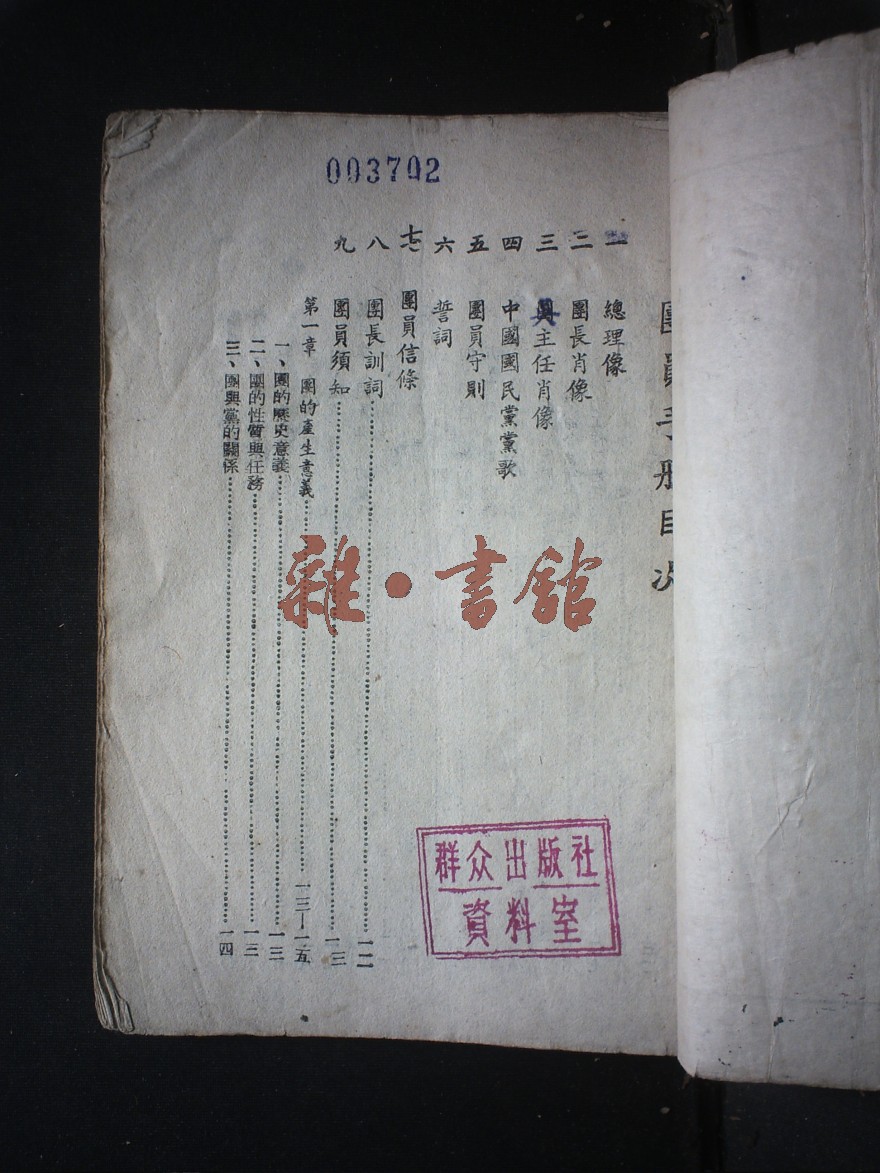 003702
團員手册目次
一 總理像
二 團長肖像
三 吳主任肖像
四 中國國民黨黨歌
五 團員守則
六 誓詞
七 團員信條
八 團長訓詞……一一
九 團員須知……一三
第一章 團的產生意義……一三—一五
一、團的歷史意義……一三
二、團的性質與任務……一三
三、團與黨的關係……一四
雜·書館
群众出版社
資料室